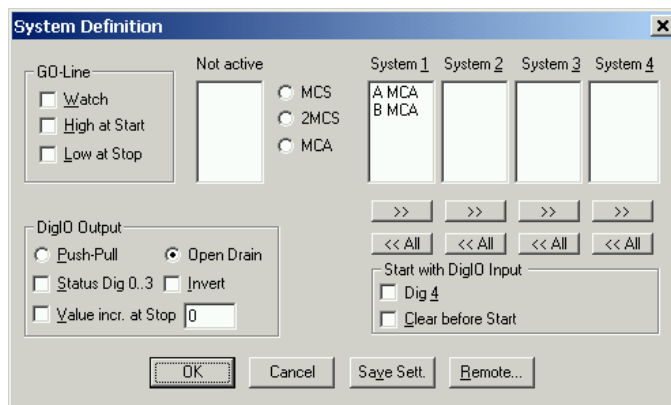 System Definition
GO-Line
Watch
High at Start
Low at Stop
Not active
MCS
2MCS
MCA
System 1 System 2 System 3 System 4
A MCA
B MCA
>> >> >> >>
<< All << All << All << All
DigIO Output
Push-Pull Open Drain
Status Dig 0..3 Invert
Value incr. at Stop 0
Start with DigIO Input
Dig 4
Clear before Start
OK Cancel Save Sett. Remote...